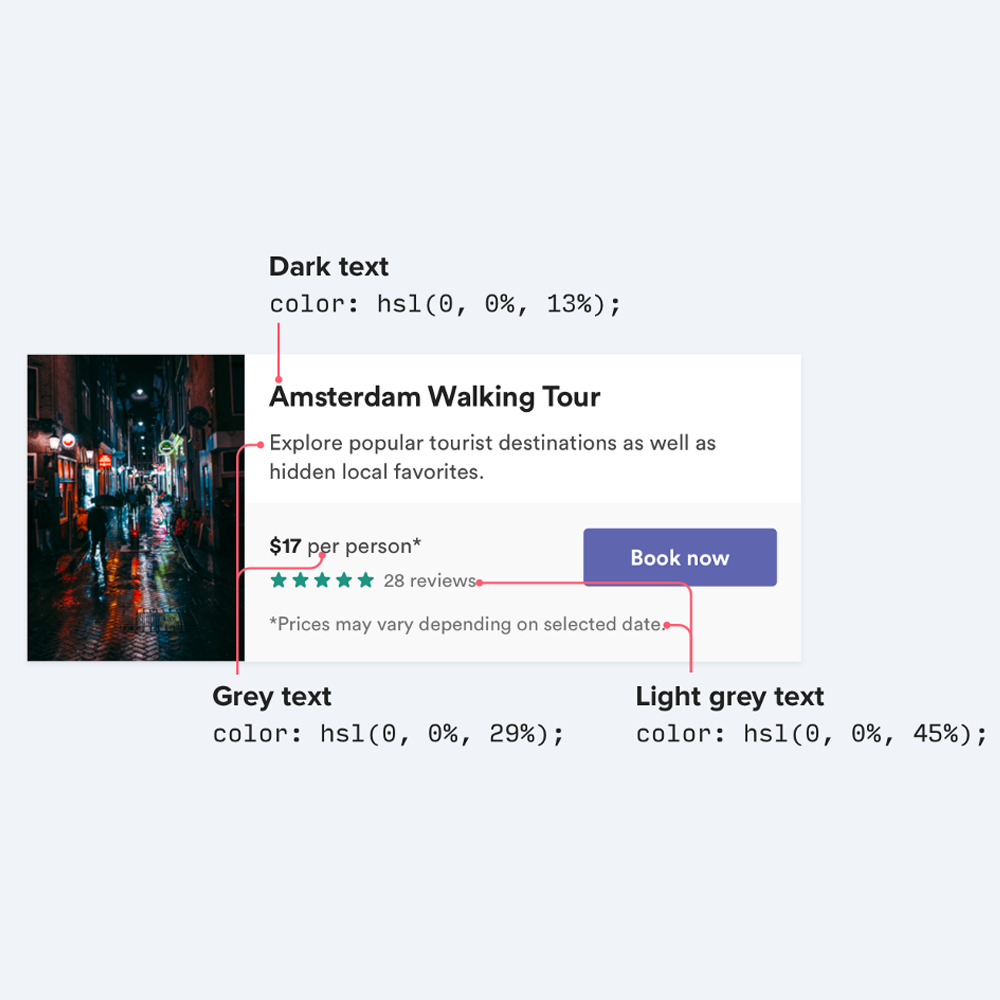 Dark text
color: hsl(0, 0%, 13%);
Amsterdam Walking Tour
Explore popular tourist destinations as well as
hidden local favorites.
$17 per person*
Book now
28 reviews
*Prices may vary depending on selected date.
Grey text
color: hsl(0, 0%, 29%);
Light grey text
color: hsl(0, 0%, 45%);